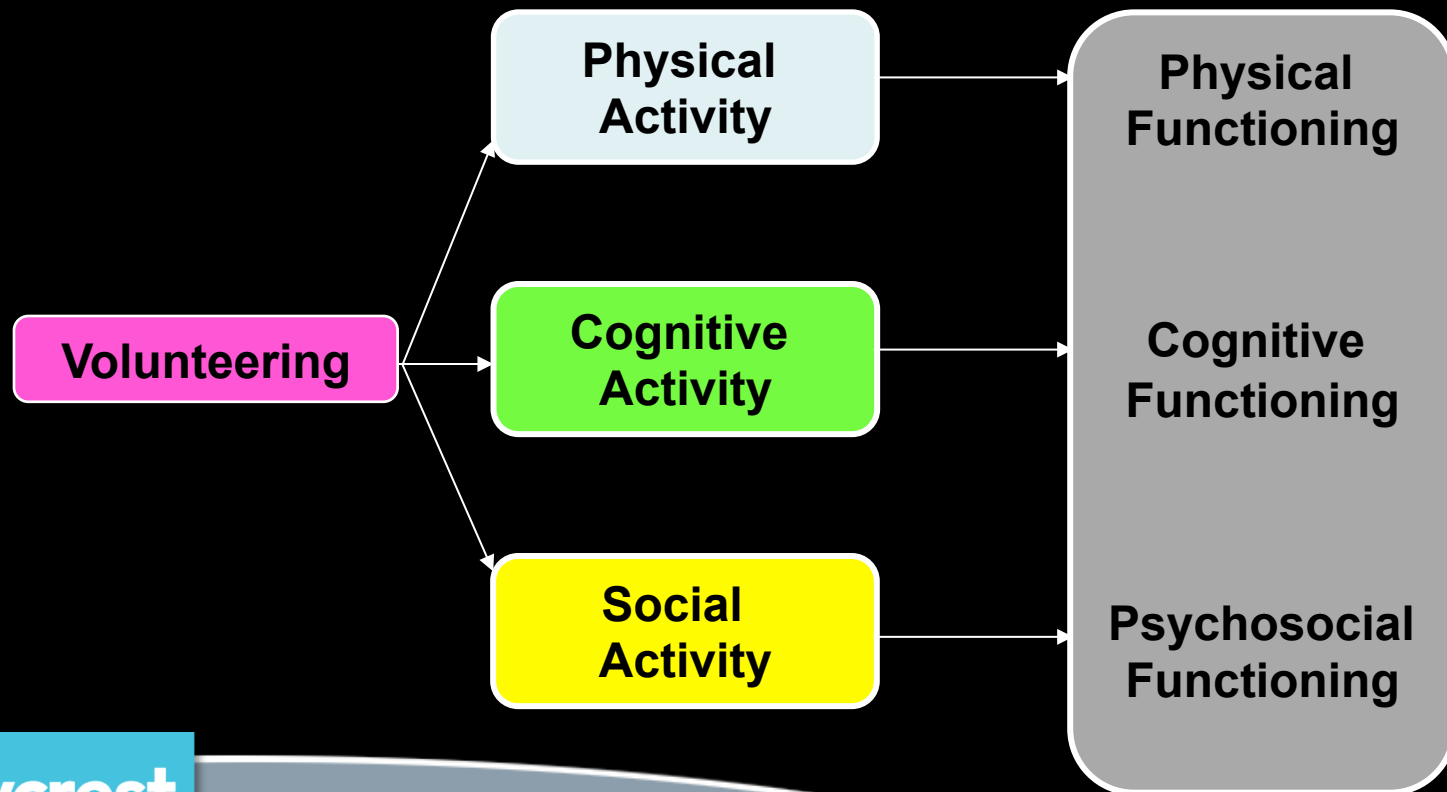 Physical
Activity
Physical
Functioning
Volunteering
Cognitive
Activity
Cognitive
Functioning
Social
Activity
Psychosocial
Functioning